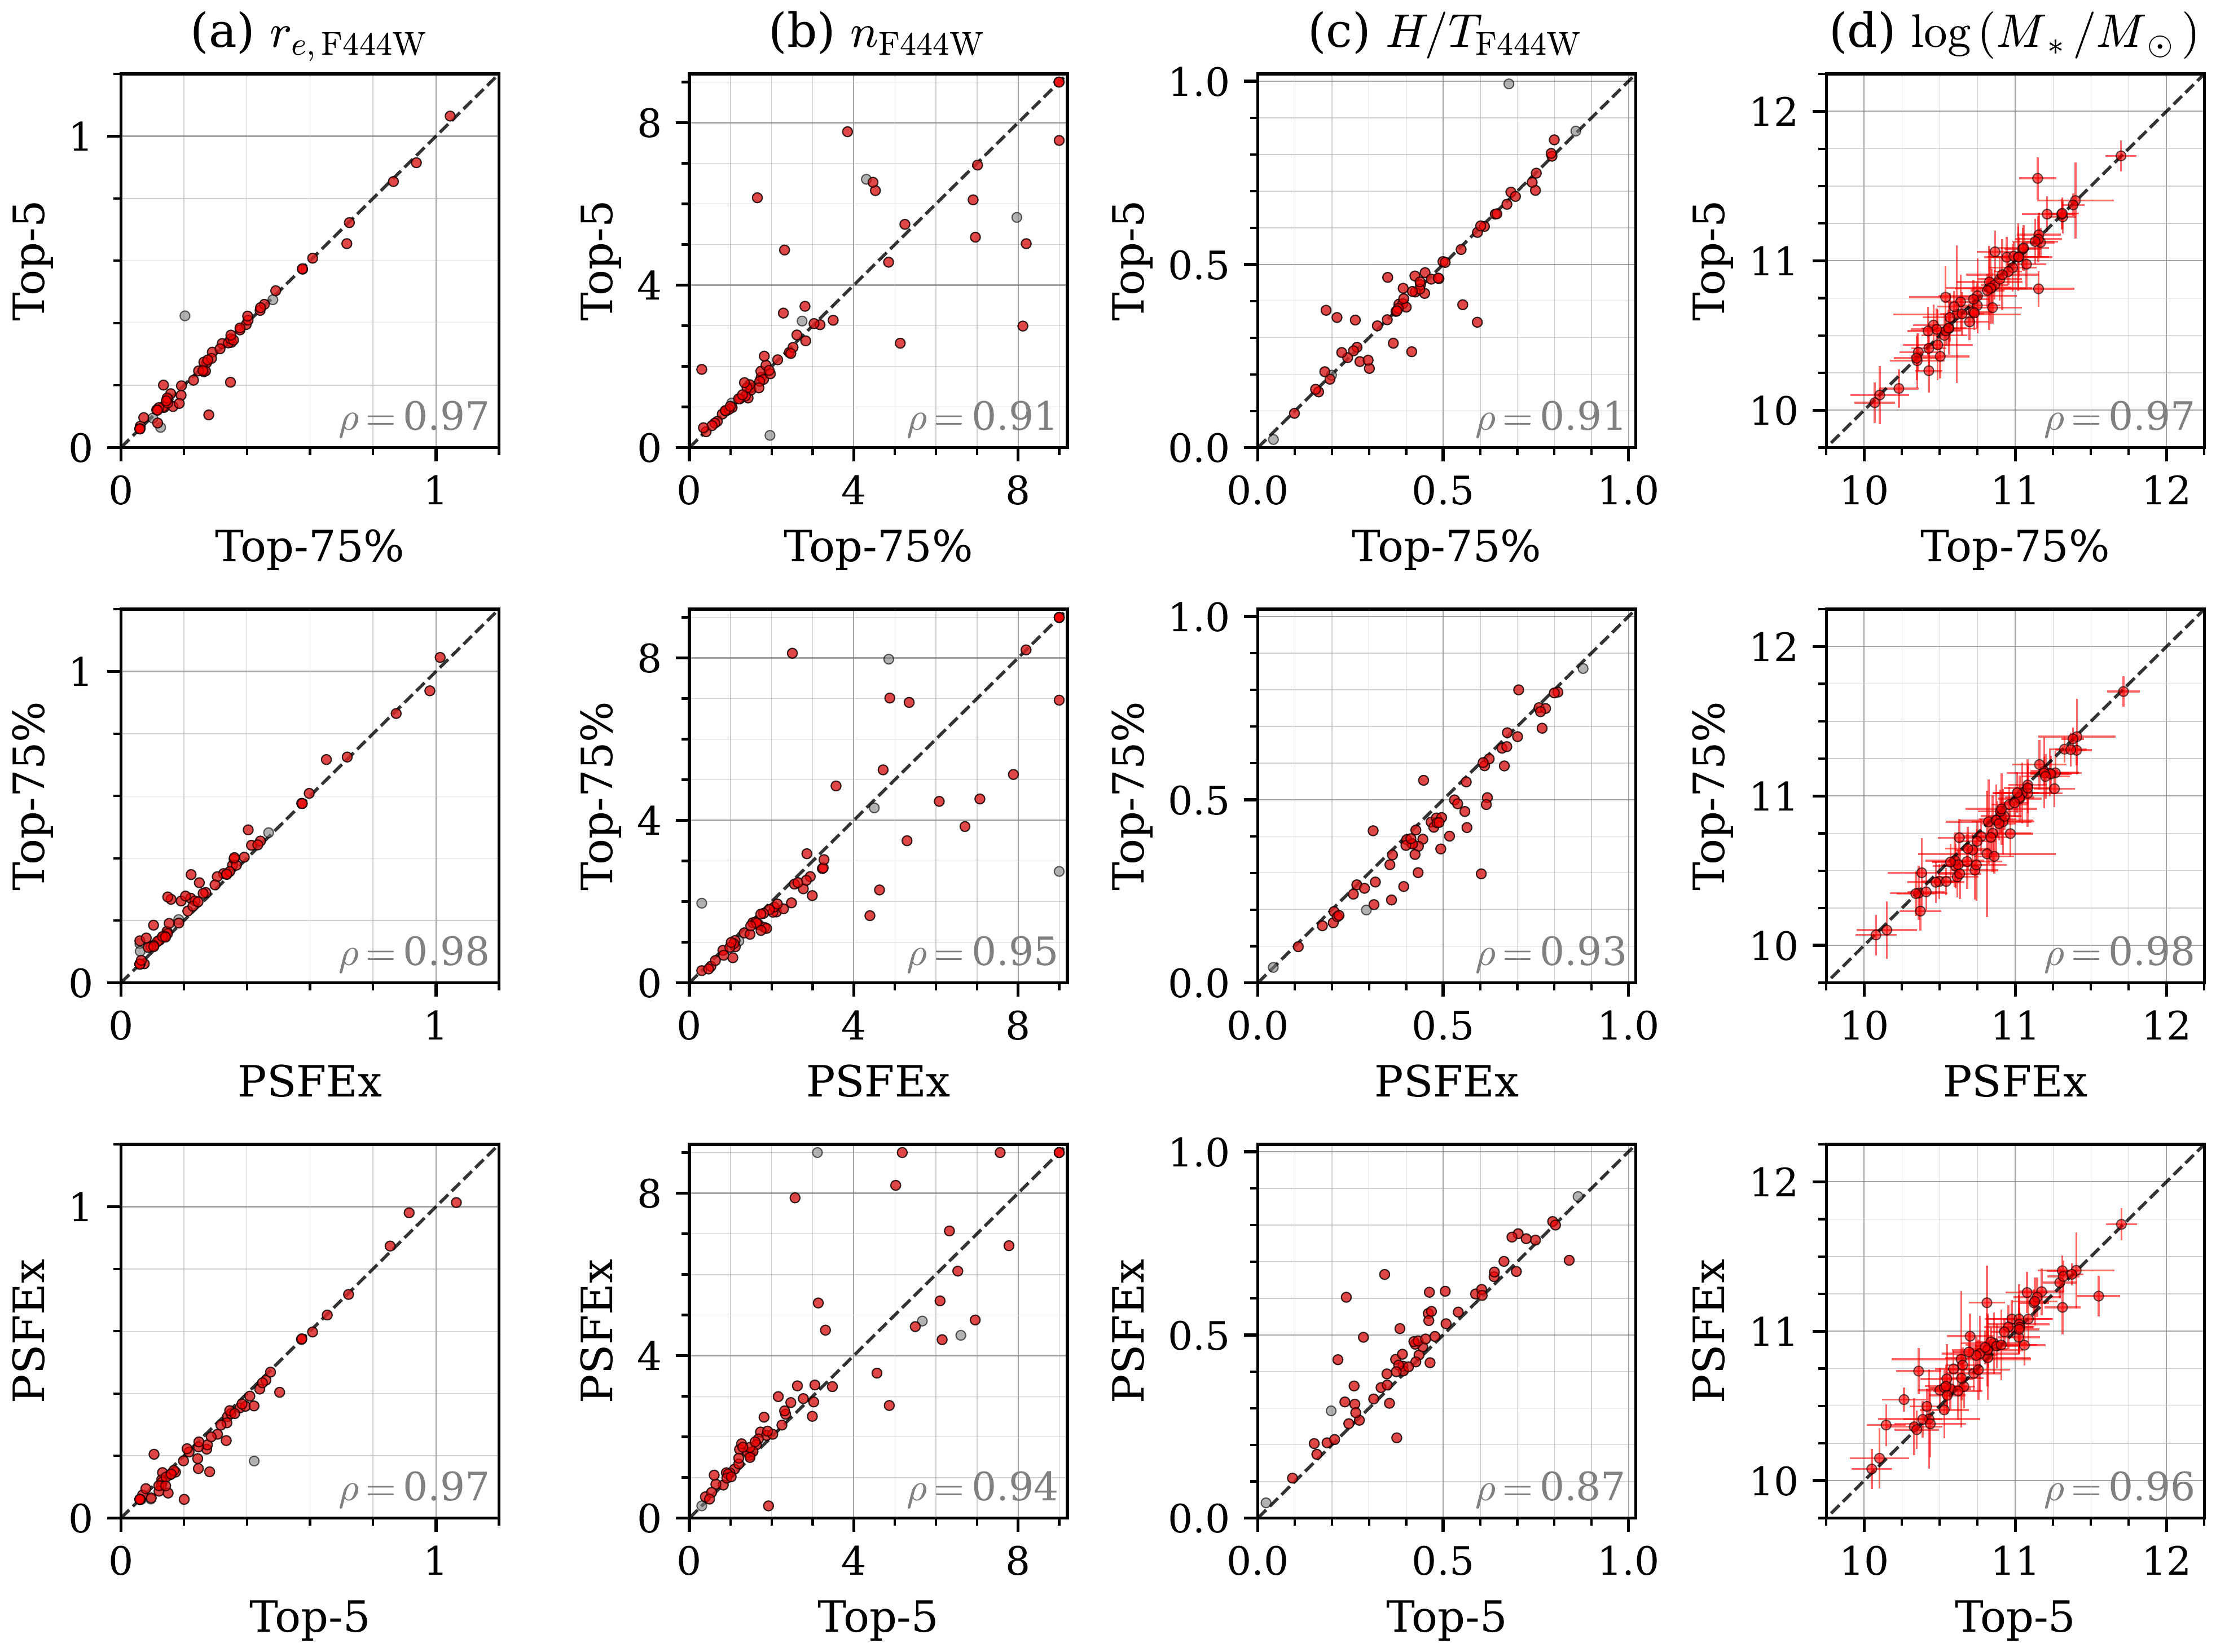 (a) r_e,F444W
(b) n_F444W
(c) H/T_F444W
(d) log (M_*/M_⊙)
Top-5
1
0
ρ = 0.97
0 1
Top-75%
Top-5
8
4
0
ρ = 0.91
0 4 8
Top-75%
Top-5
1.0
0.5
0.0
ρ = 0.91
0.0 0.5 1.0
Top-75%
Top-5
12
11
10
ρ = 0.97
10 11 12
Top-75%
Top-75%
1
0
ρ = 0.98
0 1
PSFEx
Top-75%
8
4
0
ρ = 0.95
0 4 8
PSFEx
Top-75%
1.0
0.5
0.0
ρ = 0.93
0.0 0.5 1.0
PSFEx
Top-75%
12
11
10
ρ = 0.98
10 11 12
PSFEx
PSFEx
1
0
ρ = 0.97
0 1
Top-5
PSFEx
8
4
0
ρ = 0.94
0 4 8
Top-5
PSFEx
1.0
0.5
0.0
ρ = 0.87
0.0 0.5 1.0
Top-5
PSFEx
12
11
10
ρ = 0.96
10 11 12
Top-5